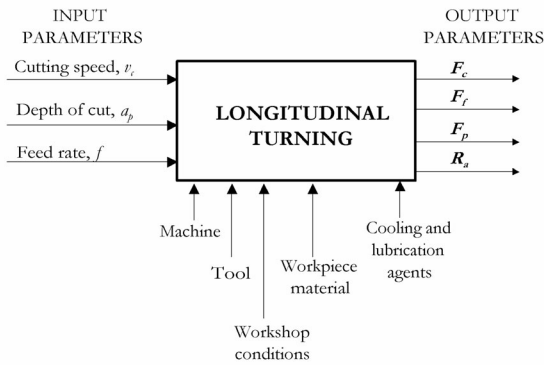 INPUT
PARAMETERS
OUTPUT
PARAMETERS
Cutting speed, vc
Depth of cut, ap
Feed rate, f
LONGITUDINAL
TURNING
Fc
Ff
Fp
Ra
Machine
Tool
Workshop
conditions
Workpiece
material
Cooling and
lubrication
agents